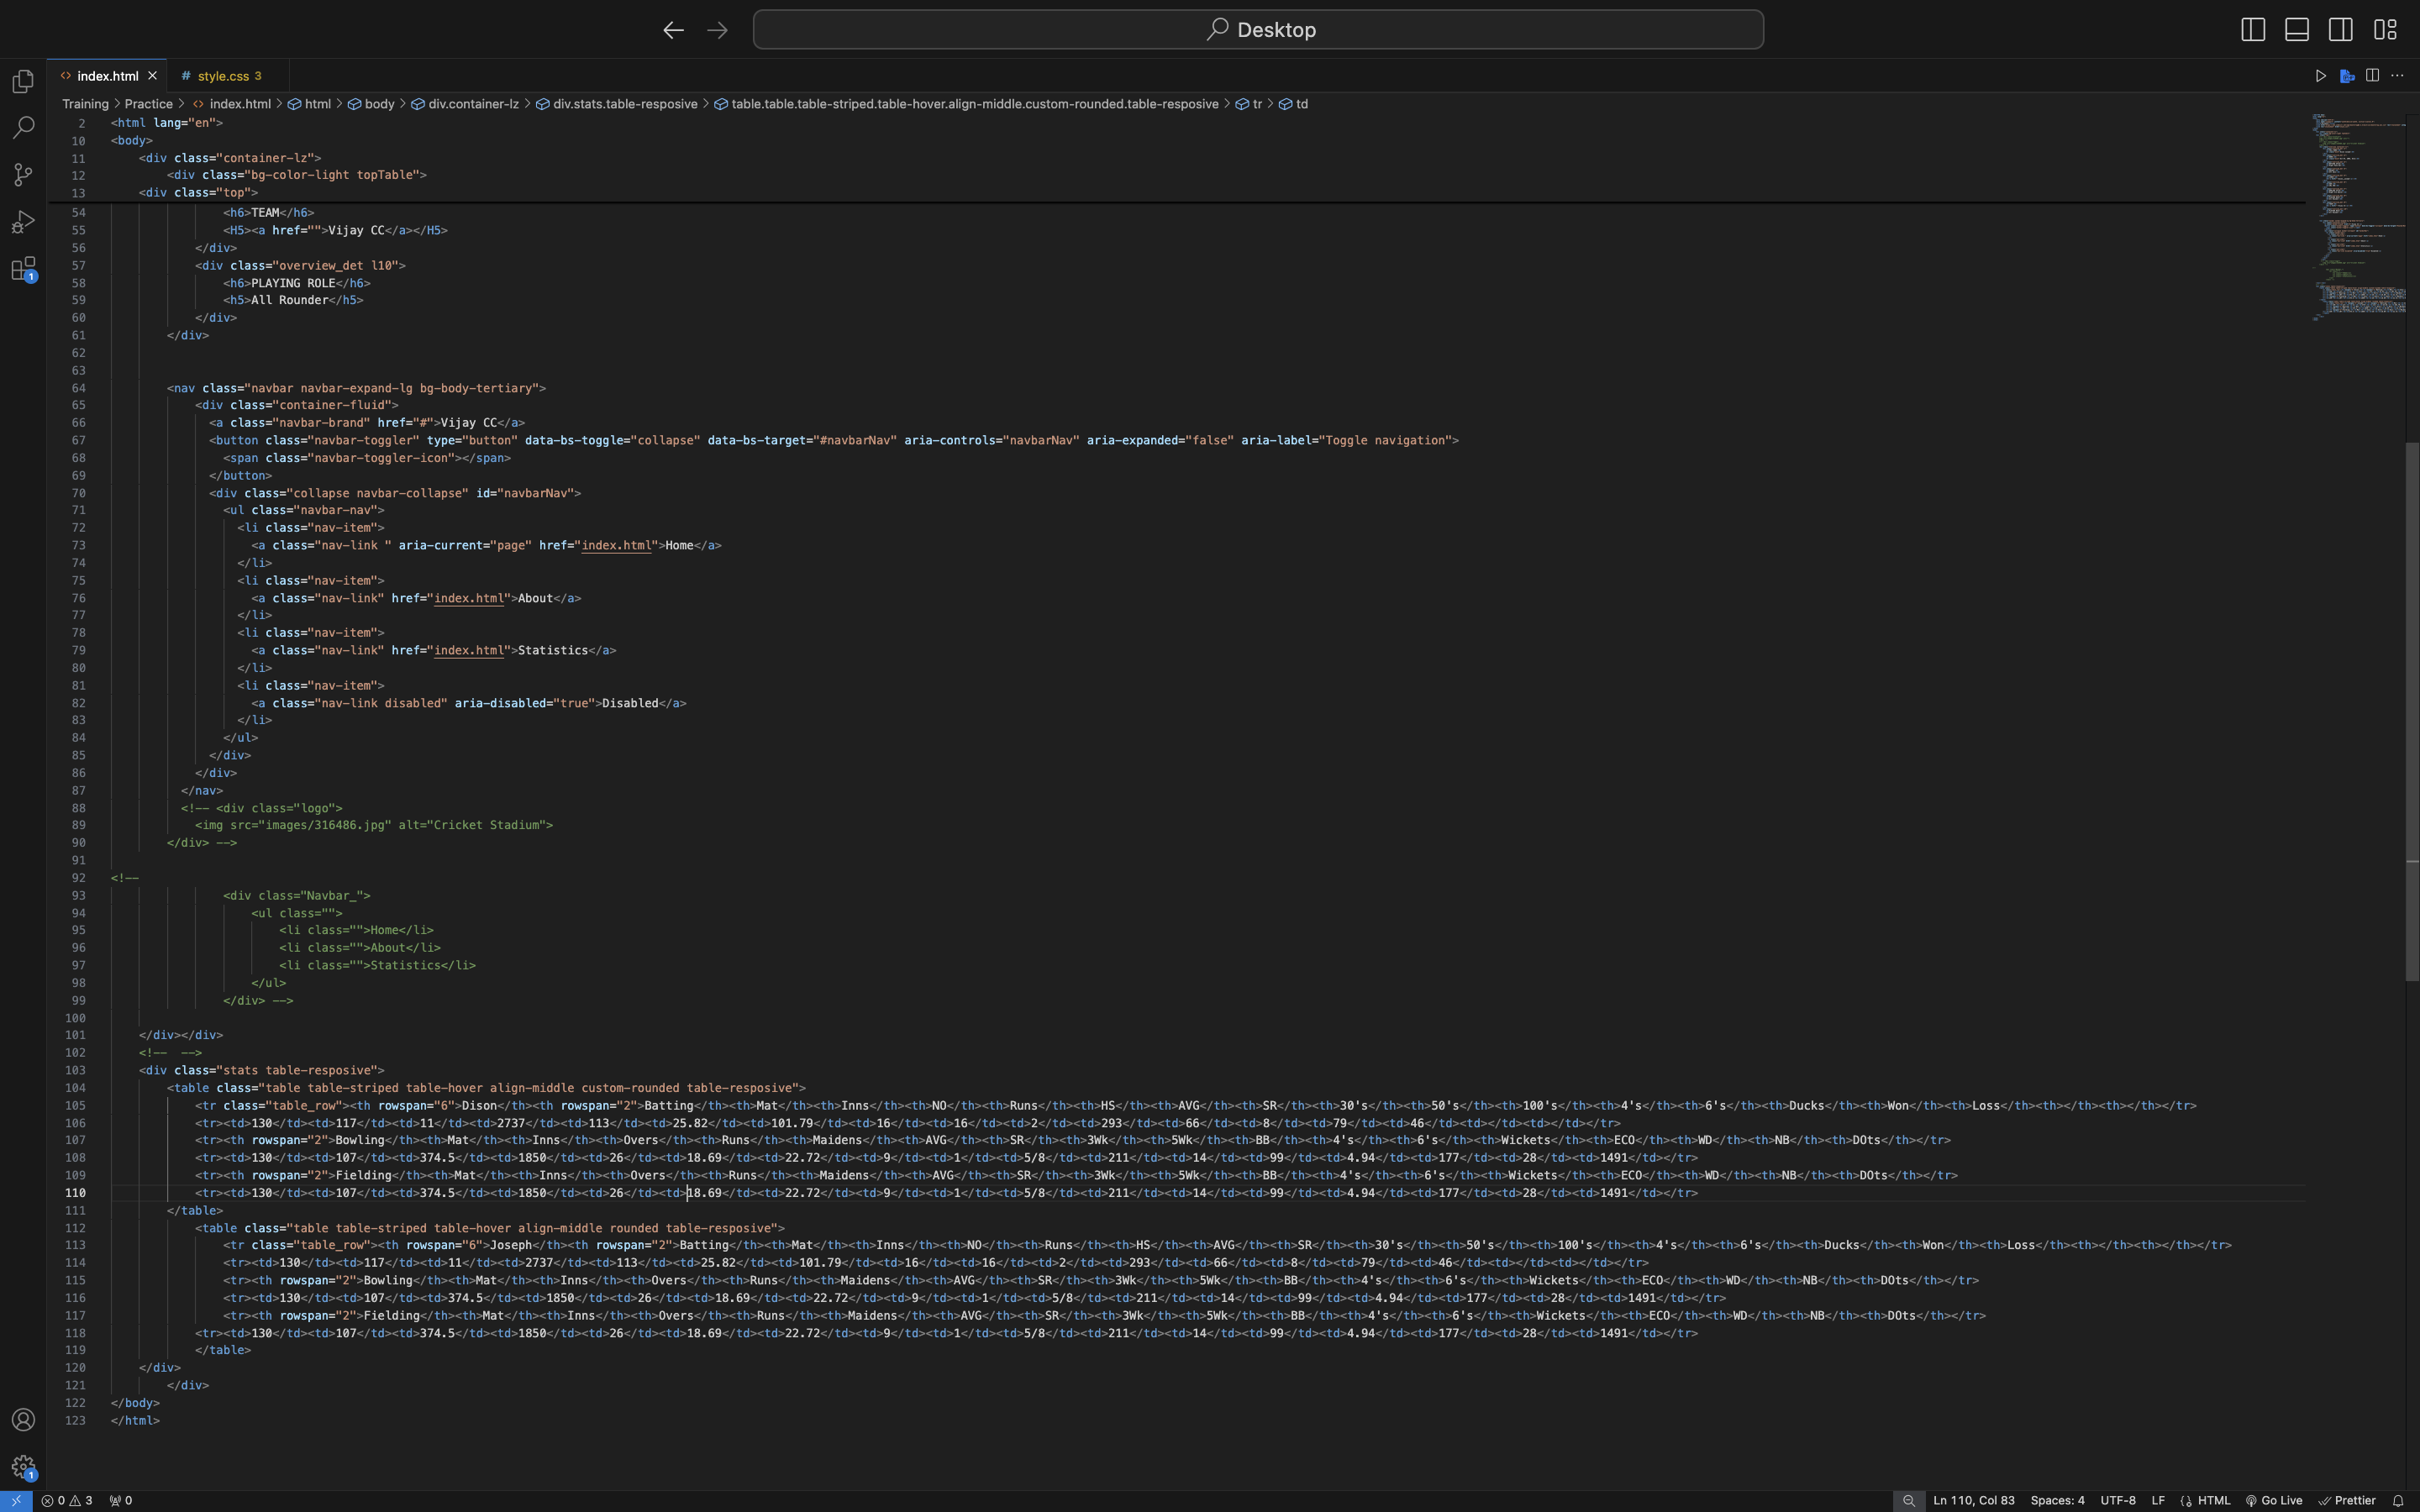 Desktop
index.html
# style.css 3
Training > Practice > <> index.html > html > body > div.container-lz > div.stats.table-resposive > table.table.table-striped.table-hover.align-middle.custom-rounded.table-resposive > tr > td
2 <html lang="en">
10 <body>
11 <div class="container-lz">
12 <div class="bg-color-light topTable">
13 <div class="top">
54 <h6>TEAM</h6>
55 <H5><a href="">Vijay CC</a></H5>
56 </div>
57 <div class="overview_det l10">
58 <h6>PLAYING ROLE</h6>
59 <h5>All Rounder</h5>
60 </div>
61 </div>
62
63
64 <nav class="navbar navbar-expand-lg bg-body-tertiary">
65 <div class="container-fluid">
66 <a class="navbar-brand" href="#">Vijay CC</a>
67 <button class="navbar-toggler" type="button" data-bs-toggle="collapse" data-bs-target="#navbarNav" aria-controls="navbarNav" aria-expanded="false" aria-label="Toggle navigation">
68 <span class="navbar-toggler-icon"></span>
69 </button>
70 <div class="collapse navbar-collapse" id="navbarNav">
71 <ul class="navbar-nav">
72 <li class="nav-item">
73 <a class="nav-link " aria-current="page" href="index.html">Home</a>
74 </li>
75 <li class="nav-item">
76 <a class="nav-link" href="index.html">About</a>
77 </li>
78 <li class="nav-item">
79 <a class="nav-link" href="index.html">Statistics</a>
80 </li>
81 <li class="nav-item">
82 <a class="nav-link disabled" aria-disabled="true">Disabled</a>
83 </li>
84 </ul>
85 </div>
86 </div>
87 </nav>
88 <!-- <div class="logo">
89 <img src="images/316486.jpg" alt="Cricket Stadium">
90 </div> -->
91
92 <!--
93 <div class="Navbar_">
94 <ul class="">
95 <li class="">Home</li>
96 <li class="">About</li>
97 <li class="">Statistics</li>
98 </ul>
99 </div> -->
100
101 </div></div>
102 <!--  -->
103 <div class="stats table-resposive">
104 <table class="table table-striped table-hover align-middle custom-rounded table-resposive">
105 <tr class="table_row"><th rowspan="6">Dison</th><th rowspan="2">Batting</th><th>Mat</th><th>Inns</th><th>NO</th><th>Runs</th><th>HS</th><th>AVG</th><th>SR</th><th>30's</th><th>50's</th><th>100's</th><th>4's</th><th>6's</th><th>Ducks</th><th>Won</th><th>Loss</th><th></th><th></th></tr>
106 <tr><td>130</td><td>117</td><td>11</td><td>2737</td><td>113</td><td>25.82</td><td>101.79</td><td>16</td><td>16</td><td>2</td><td>293</td><td>66</td><td>8</td><td>79</td><td>46</td><td></td><td></td></tr>
107 <tr><th rowspan="2">Bowling</th><th>Mat</th><th>Inns</th><th>Overs</th><th>Runs</th><th>Maidens</th><th>AVG</th><th>SR</th><th>3Wk</th><th>5Wk</th><th>BB</th><th>4's</th><th>6's</th><th>Wickets</th><th>ECO</th><th>WD</th><th>NB</th><th>DOts</th></tr>
108 <tr><td>130</td><td>107</td><td>374.5</td><td>1850</td><td>26</td><td>18.69</td><td>22.72</td><td>9</td><td>1</td><td>5/8</td><td>211</td><td>14</td><td>99</td><td>4.94</td><td>177</td><td>28</td><td>1491</td></tr>
109 <tr><th rowspan="2">Fielding</th><th>Mat</th><th>Inns</th><th>Overs</th><th>Runs</th><th>Maidens</th><th>AVG</th><th>SR</th><th>3Wk</th><th>5Wk</th><th>BB</th><th>4's</th><th>6's</th><th>Wickets</th><th>ECO</th><th>WD</th><th>NB</th><th>DOts</th></tr>
110 <tr><td>130</td><td>107</td><td>374.5</td><td>1850</td><td>26</td><td>18.69</td><td>22.72</td><td>9</td><td>1</td><td>5/8</td><td>211</td><td>14</td><td>99</td><td>4.94</td><td>177</td><td>28</td><td>1491</td></tr>
111 </table>
112 <table class="table table-striped table-hover align-middle rounded table-resposive">
113 <tr class="table_row"><th rowspan="6">Joseph</th><th rowspan="2">Batting</th><th>Mat</th><th>Inns</th><th>NO</th><th>Runs</th><th>HS</th><th>AVG</th><th>SR</th><th>30's</th><th>50's</th><th>100's</th><th>4's</th><th>6's</th><th>Ducks</th><th>Won</th><th>Loss</th><th></th><th></th></tr>
114 <tr><td>130</td><td>117</td><td>11</td><td>2737</td><td>113</td><td>25.82</td><td>101.79</td><td>16</td><td>16</td><td>2</td><td>293</td><td>66</td><td>8</td><td>79</td><td>46</td><td></td><td></td></tr>
115 <tr><th rowspan="2">Bowling</th><th>Mat</th><th>Inns</th><th>Overs</th><th>Runs</th><th>Maidens</th><th>AVG</th><th>SR</th><th>3Wk</th><th>5Wk</th><th>BB</th><th>4's</th><th>6's</th><th>Wickets</th><th>ECO</th><th>WD</th><th>NB</th><th>DOts</th></tr>
116 <tr><td>130</td><td>107</td><td>374.5</td><td>1850</td><td>26</td><td>18.69</td><td>22.72</td><td>9</td><td>1</td><td>5/8</td><td>211</td><td>14</td><td>99</td><td>4.94</td><td>177</td><td>28</td><td>1491</td></tr>
117 <tr><th rowspan="2">Fielding</th><th>Mat</th><th>Inns</th><th>Overs</th><th>Runs</th><th>Maidens</th><th>AVG</th><th>SR</th><th>3Wk</th><th>5Wk</th><th>BB</th><th>4's</th><th>6's</th><th>Wickets</th><th>ECO</th><th>WD</th><th>NB</th><th>DOts</th></tr>
118 <tr><td>130</td><td>107</td><td>374.5</td><td>1850</td><td>26</td><td>18.69</td><td>22.72</td><td>9</td><td>1</td><td>5/8</td><td>211</td><td>14</td><td>99</td><td>4.94</td><td>177</td><td>28</td><td>1491</td></tr>
119 </table>
120 </div>
121 </div>
122 </body>
123 </html>
1
1
0 3 0 Ln 110, Col 83 Spaces: 4 UTF-8 LF {} HTML Go Live Prettier